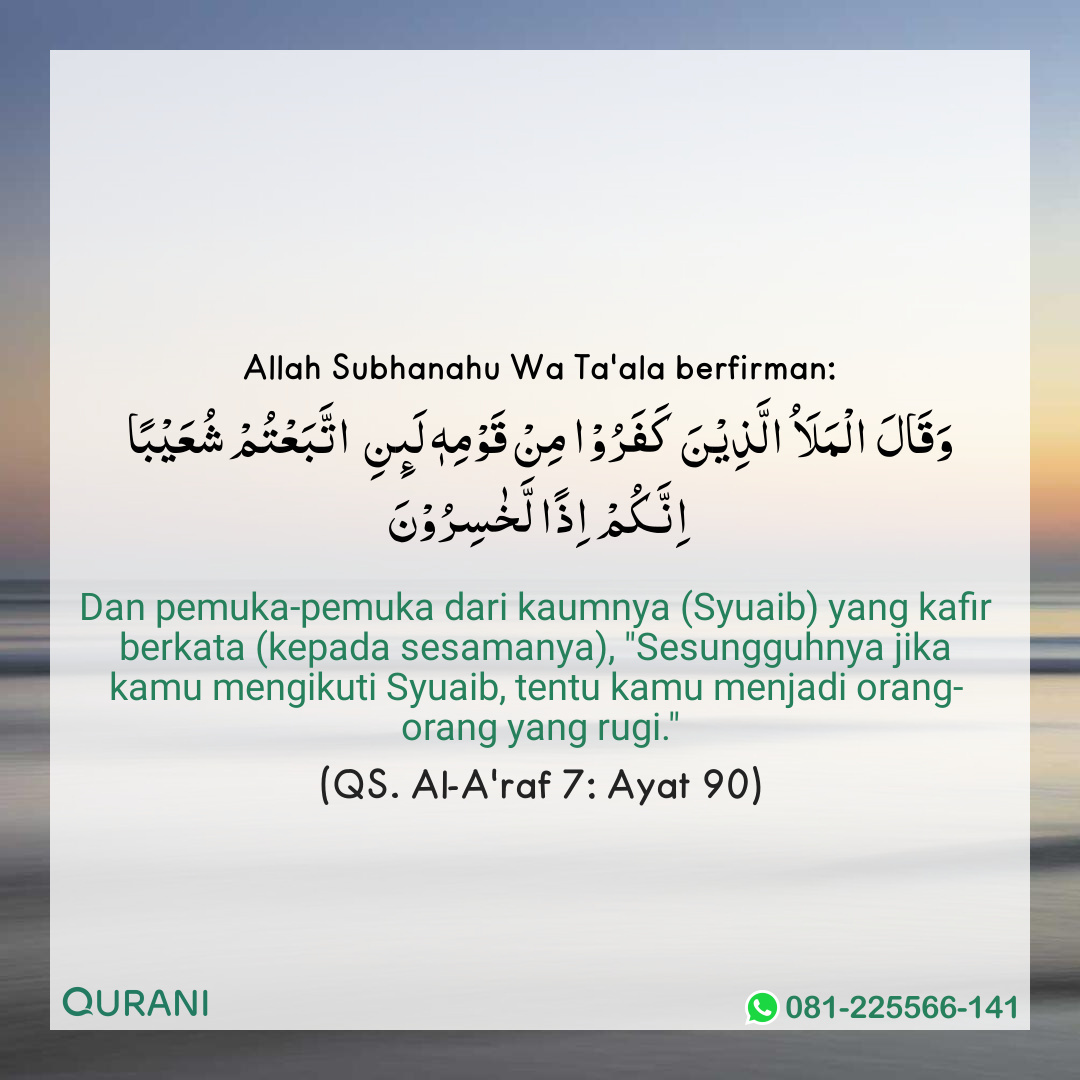 Allah Subhanahu Wa Ta'ala berfirman:
وَقَالَ الْمَلَاُ الَّذِيْنَ كَفَرُوْا مِنْ قَوْمِهٖ لَىِٕنِ اتَّبَعْتُمْ شُعَيْبًا
اِنَّكُمْ اِذًا لَّخٰسِرُوْنَ
Dan pemuka-pemuka dari kaumnya (Syuaib) yang kafir
berkata (kepada sesamanya), "Sesungguhnya jika
kamu mengikuti Syuaib, tentu kamu menjadi orang-
orang yang rugi."
(QS. Al-A'raf 7: Ayat 90)
QURANI
081-225566-141